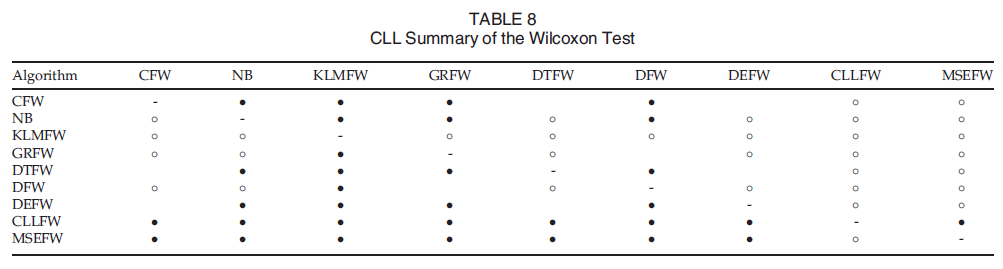 TABLE 8
CLL Summary of the Wilcoxon Test
Algorithm CFW NB KLMFW GRFW DTFW DFW DEFW CLLFW MSEFW
CFW - ● ● ● ● ○ ○
NB ○ - ● ● ○ ● ○ ○ ○
KLMFW ○ ○ - ○ ○ ○ ○ ○ ○
GRFW ○ ○ ● - ○ ○ ○ ○
DTFW ● ● ● - ● ○ ○
DFW ○ ○ ● ○ - ○ ○ ○
DEFW ● ● ● ● - ○ ○
CLLFW ● ● ● ● ● ● ● - ●
MSEFW ● ● ● ● ● ● ● ○ -